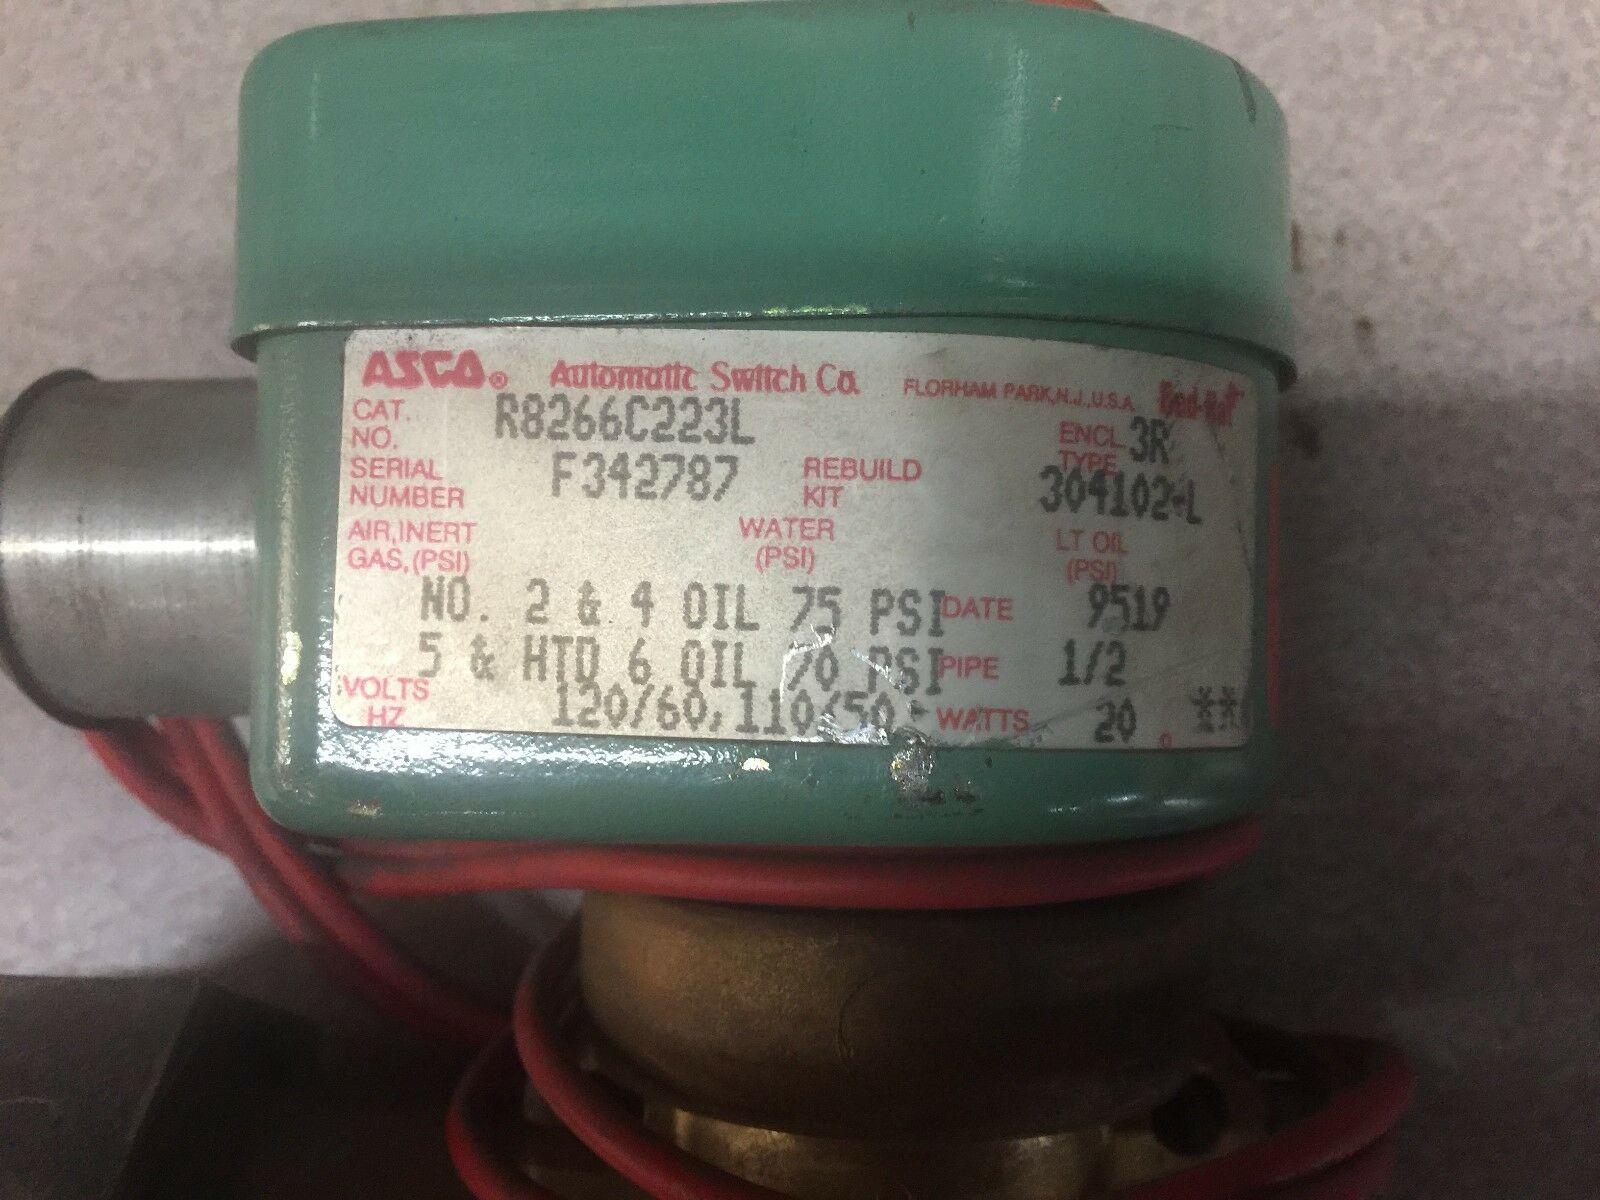 ASCO® Automatic Switch Co. FLORHAM PARK, N.J., U.S.A. Red-Hat
CAT. NO. R8266C223L ENCL. TYPE 3R
SERIAL NUMBER F342787 REBUILD KIT 304102-L
AIR, INERT GAS, (PSI) WATER (PSI) LT OIL (PSI)
NO. 2 & 4 OIL 75 PSI DATE 9519
5 & HTD 6 OIL 70 PSI PIPE 1/2
VOLTS HZ 120/60, 110/50 WATTS 20 **